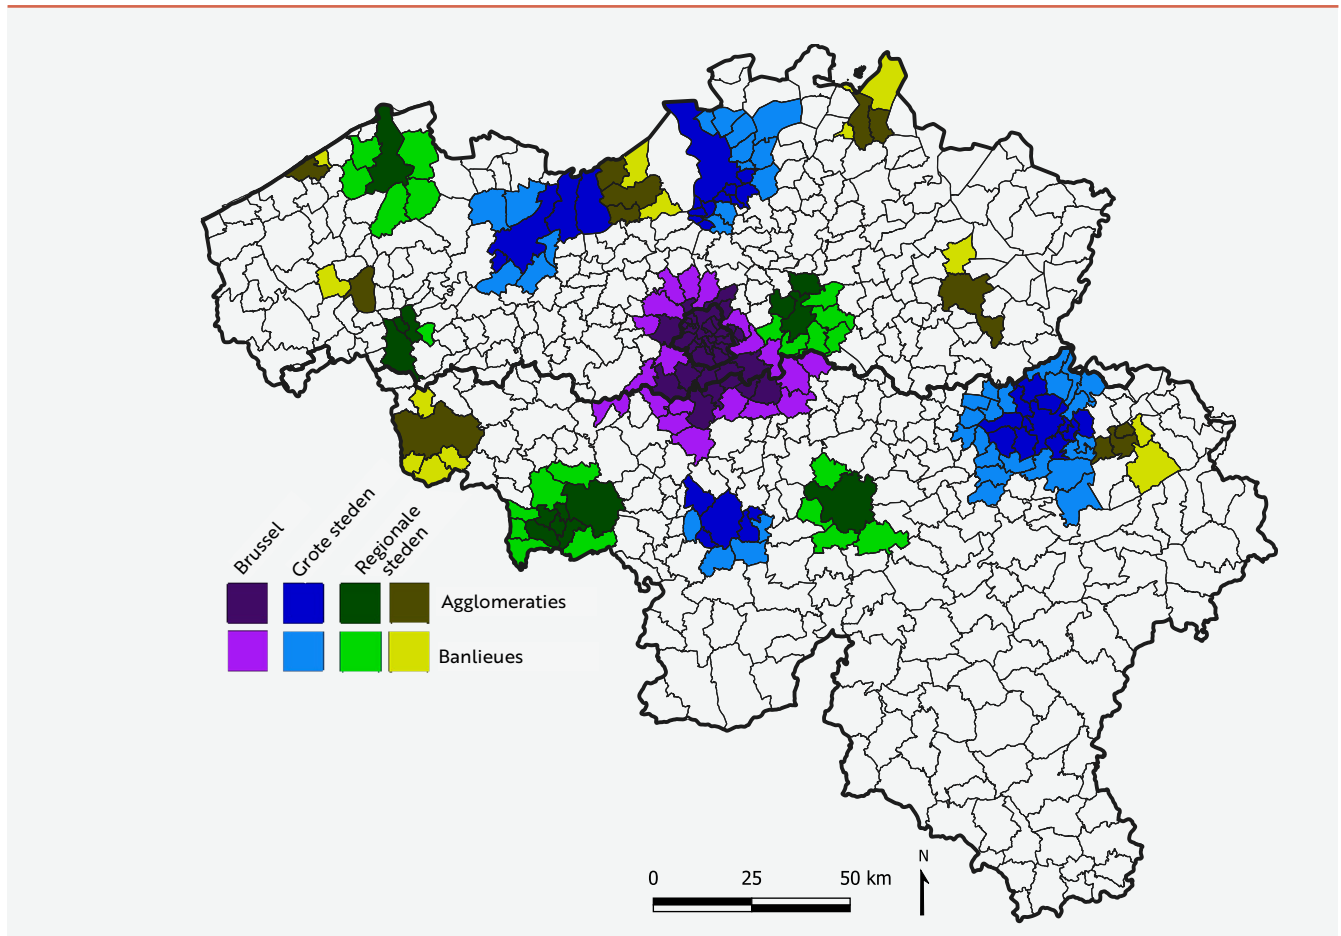 Brussel
Grote steden
Regionale
steden
Agglomeraties
Banlieues
N
0 25 50 km